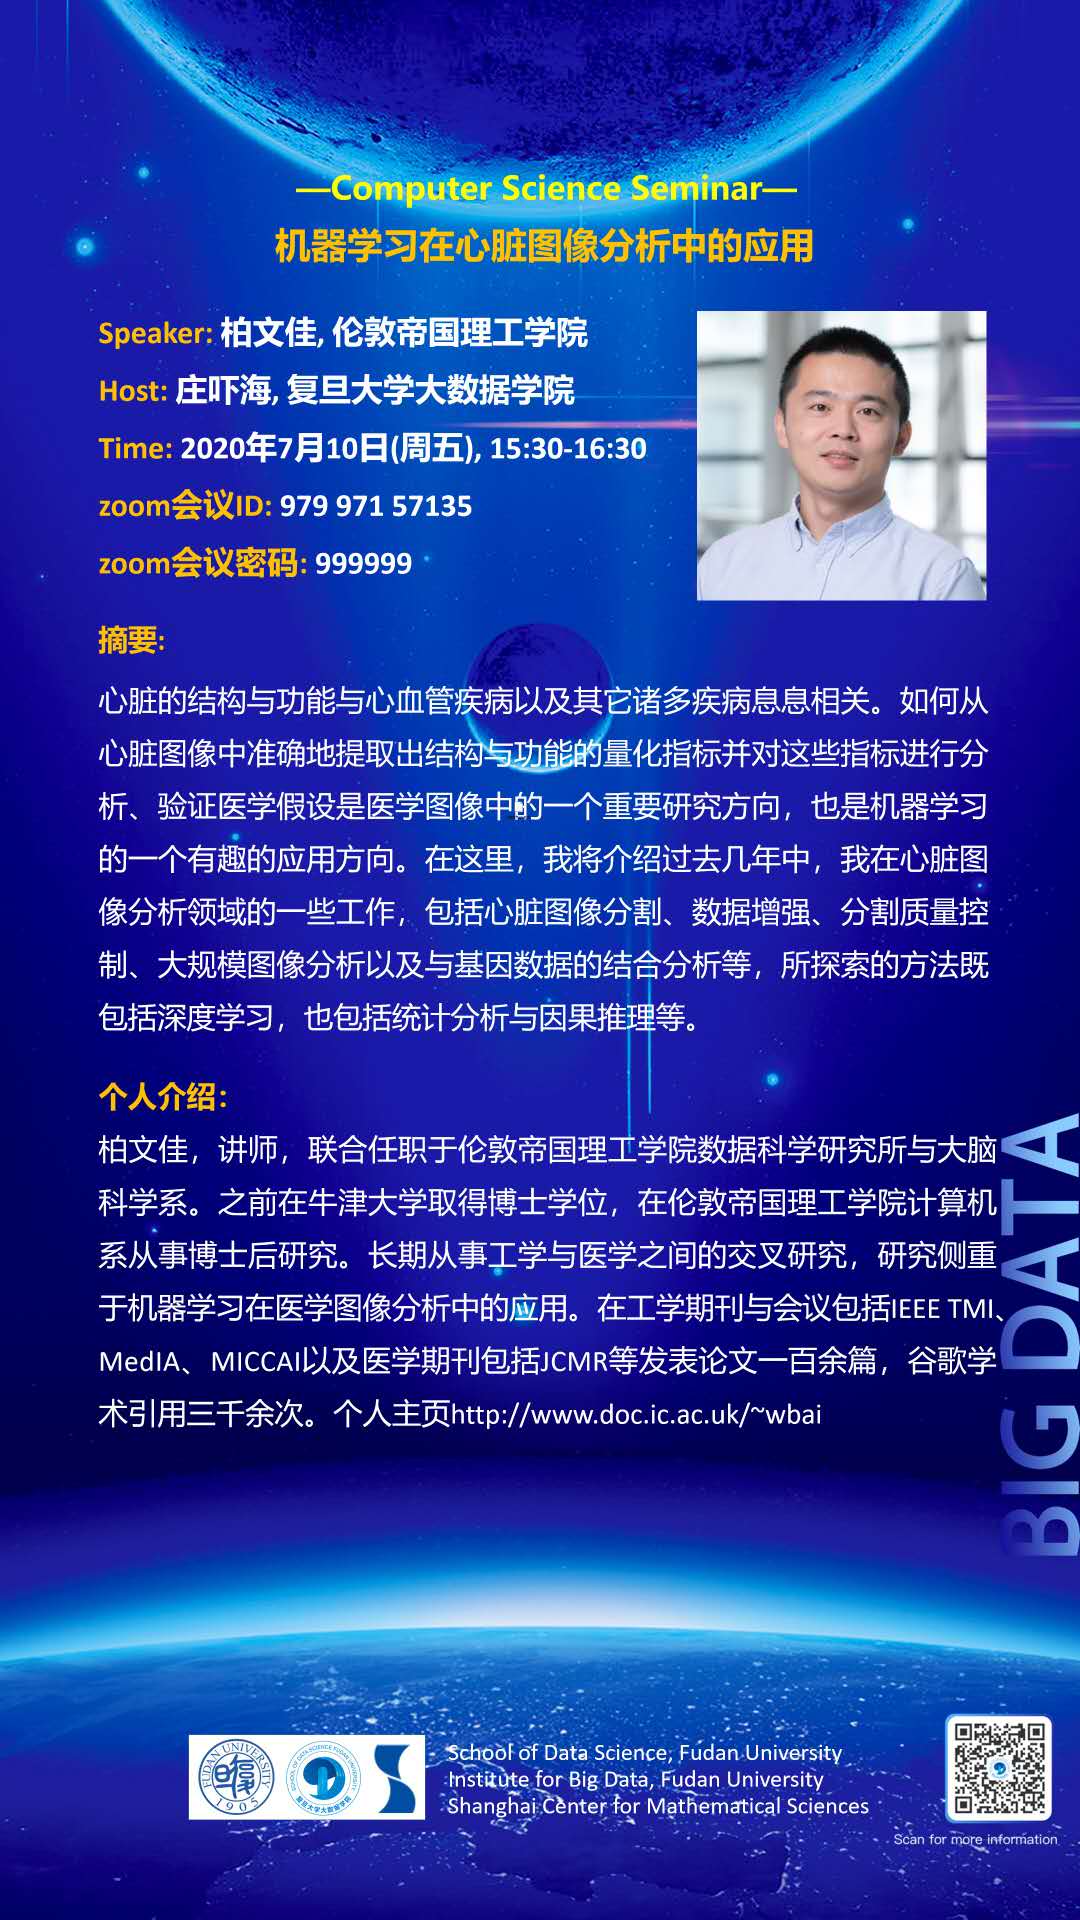 —Computer Science Seminar—
机器学习在心脏图像分析中的应用
Speaker: 柏文佳, 伦敦帝国理工学院
Host: 庄吓海, 复旦大学大数据学院
Time: 2020年7月10日(周五), 15:30-16:30
zoom会议ID: 979 971 57135
zoom会议密码: 999999
摘要:
心脏的结构与功能与心血管疾病以及其它诸多疾病息息相关。如何从
心脏图像中准确地提取出结构与功能的量化指标并对这些指标进行分
析、验证医学假设是医学图像中的一个重要研究方向，也是机器学习
的一个有趣的应用方向。在这里，我将介绍过去几年中，我在心脏图
像分析领域的一些工作，包括心脏图像分割、数据增强、分割质量控
制、大规模图像分析以及与基因数据的结合分析等，所探索的方法既
包括深度学习，也包括统计分析与因果推理等。
个人介绍：
柏文佳，讲师，联合任职于伦敦帝国理工学院数据科学研究所与大脑
科学系。之前在牛津大学取得博士学位，在伦敦帝国理工学院计算机
系从事博士后研究。长期从事工学与医学之间的交叉研究，研究侧重
于机器学习在医学图像分析中的应用。在工学期刊与会议包括IEEE TMI、
MedIA、MICCAI以及医学期刊包括JCMR等发表论文一百余篇，谷歌学
术引用三千余次。个人主页http://www.doc.ic.ac.uk/~wbai
BIG DATA
FUDAN UNIVERSITY
1905
SCHOOL OF DATA SCIENCE FUDAN UNIVERSITY
复旦大学大数据学院
School of Data Science, Fudan University
Institute for Big Data, Fudan University
Shanghai Center for Mathematical Sciences
Scan for more information